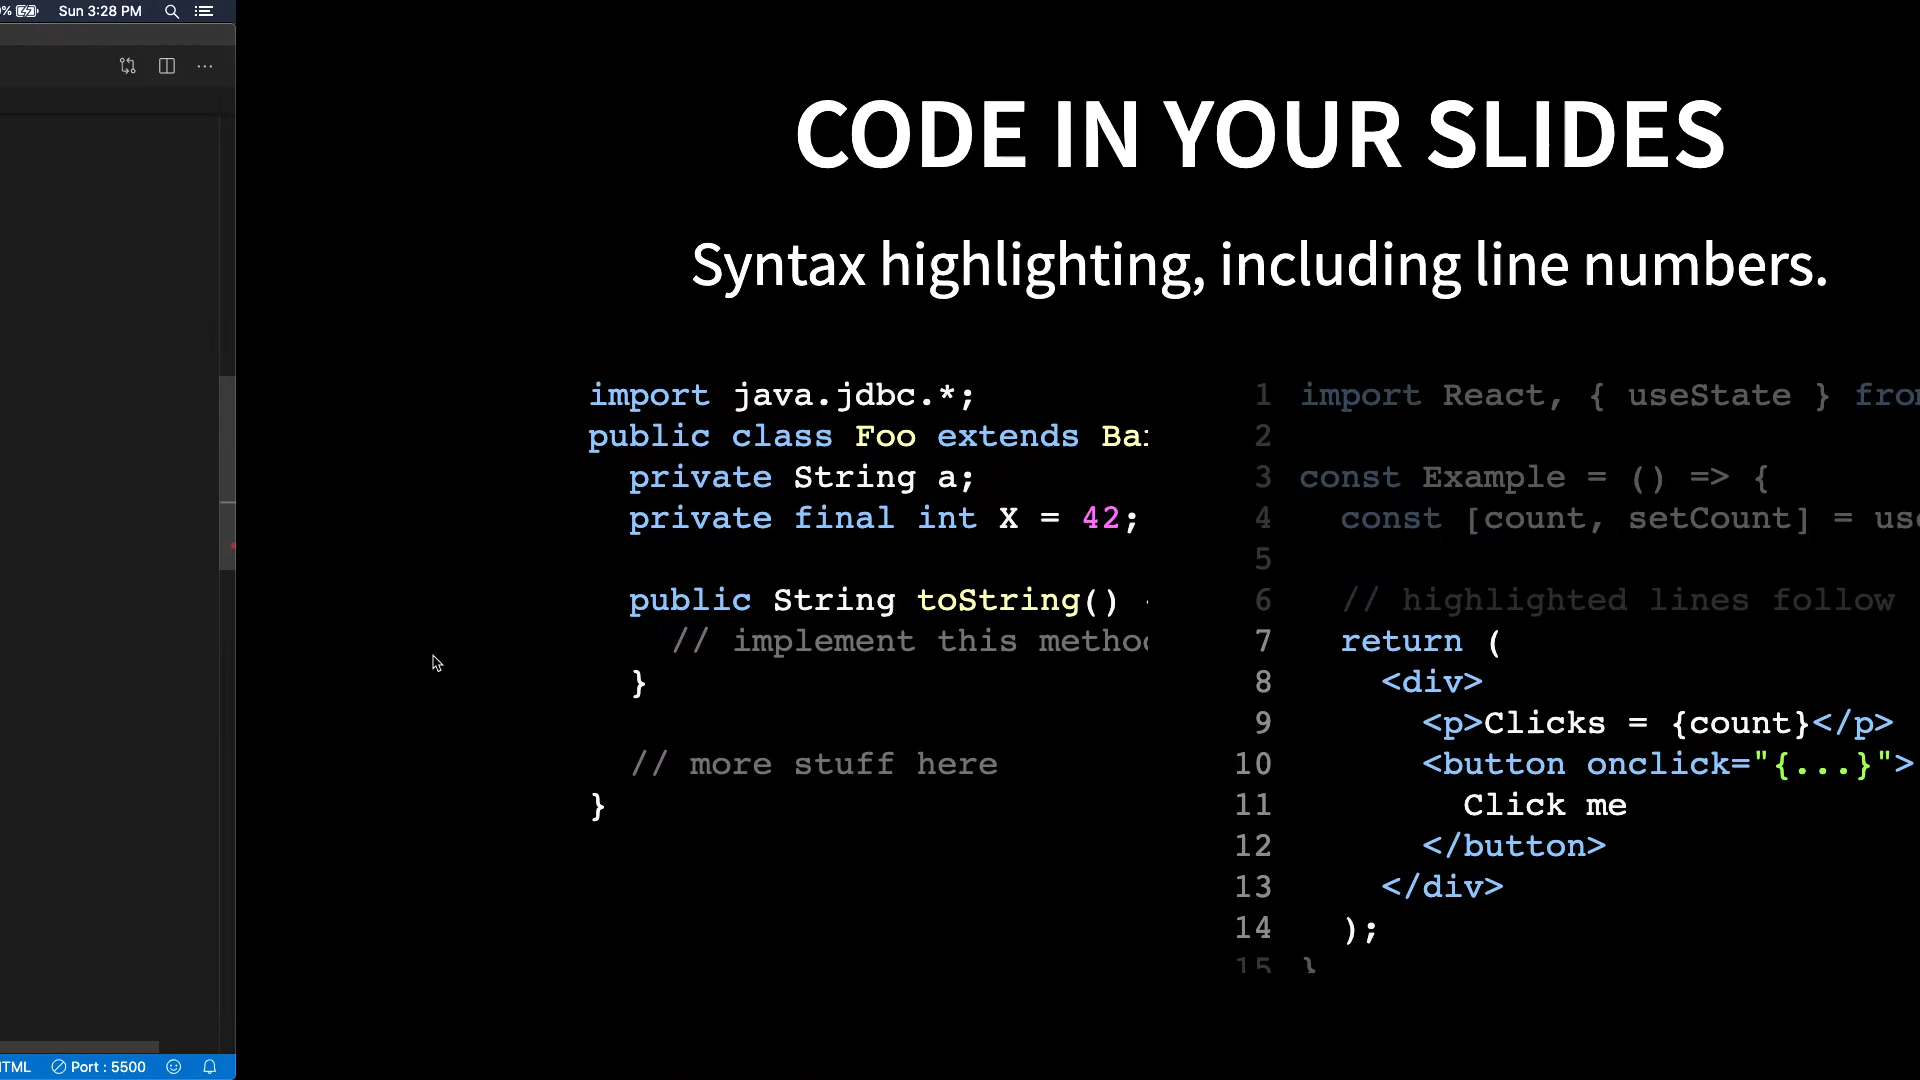 Sun 3:28 PM
CODE IN YOUR SLIDES
Syntax highlighting, including line numbers.
import java.jdbc.*;
public class Foo extends
  private String a;
  private final int X = 42;
  public String toString()
    // implement this
  }
  // more stuff here
}
1 import React, { useState }
2
3 const Example = () => {
4   const [count, setCount] =
5
6   // highlighted lines follow
7   return (
8     <div>
9       <p>Clicks = {count}</p>
10       <button onclick="{...}">
11         Click me
12       </button>
13     </div>
14   );
15 }
Port : 5500